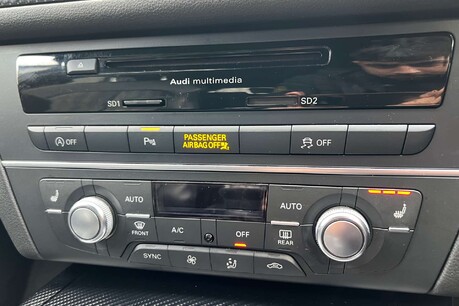 Audi multimedia
SD1 SD2
A OFF P PASSENGER AIRBAG OFF OFF
AUTO AUTO
FRONT A/C OFF REAR
SYNC